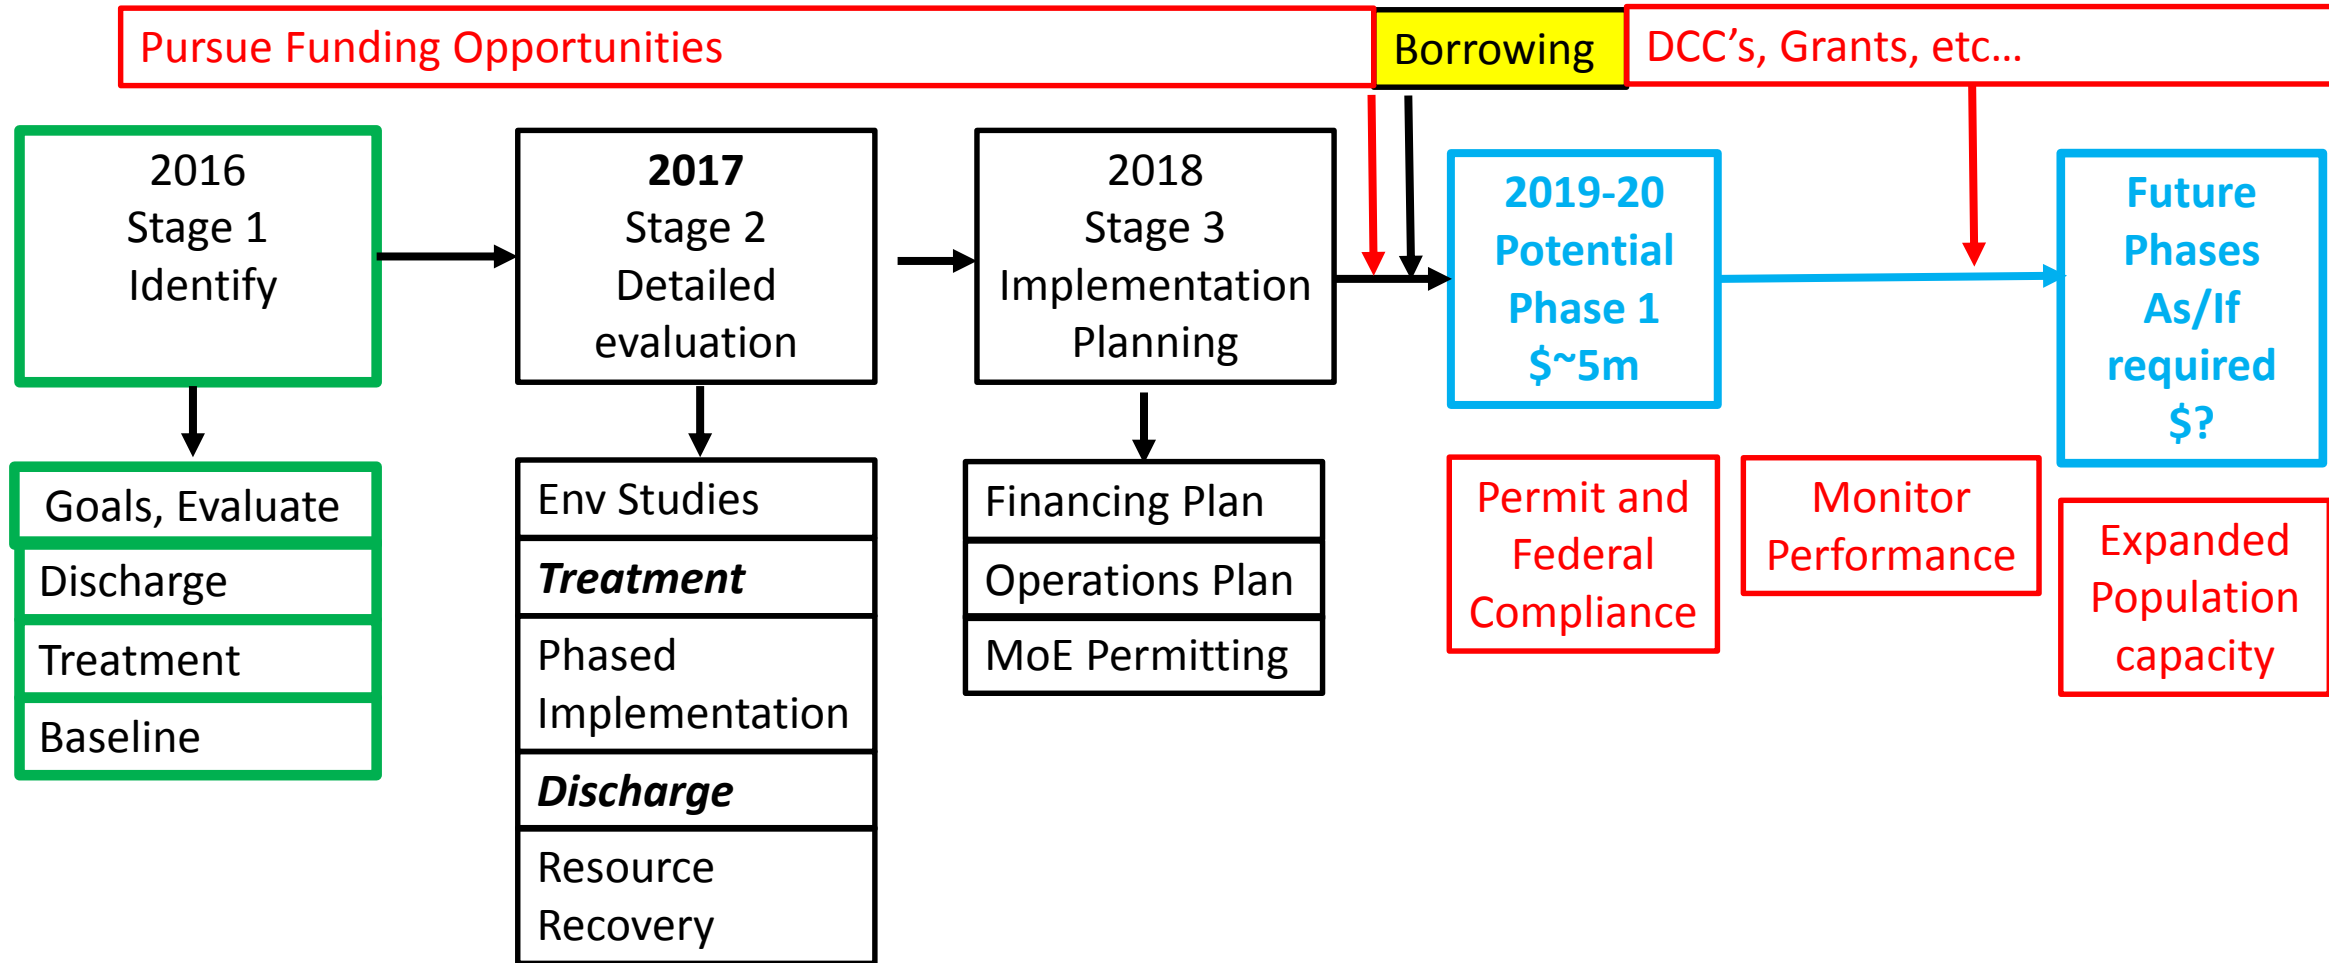 Pursue Funding Opportunities
Borrowing
DCC’s, Grants, etc…
2016
Stage 1
Identify
2017
Stage 2
Detailed
evaluation
2018
Stage 3
Implementation
Planning
2019-20
Potential
Phase 1
$~5m
Future
Phases
As/If
required
$?
Goals, Evaluate
Discharge
Treatment
Baseline
Env Studies
Treatment
Phased
Implementation
Discharge
Resource
Recovery
Financing Plan
Operations Plan
MoE Permitting
Permit and
Federal
Compliance
Monitor
Performance
Expanded
Population
capacity